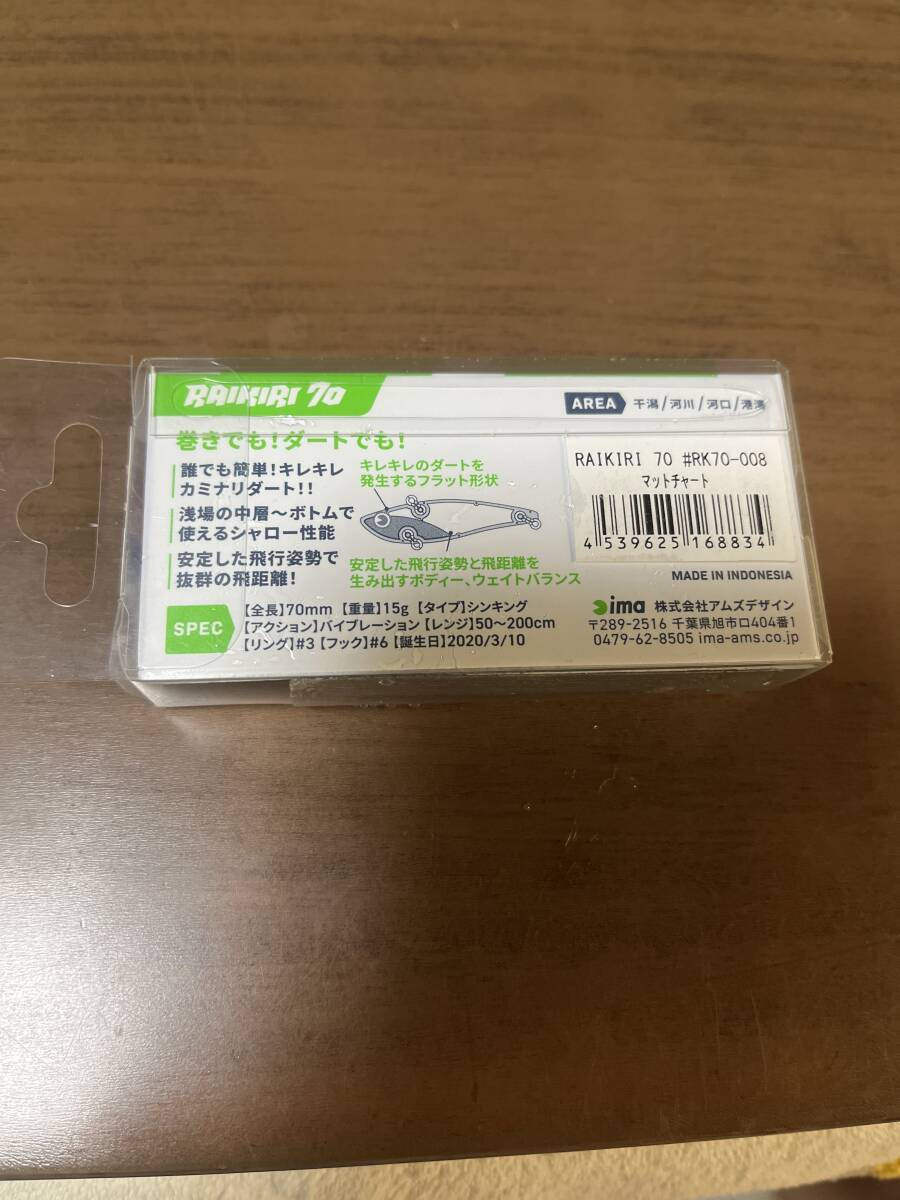 RAIKIRI 70
AREA 干潟/河川/河口/港湾
巻きでも!ダートでも!
誰でも簡単!キレキレ
カミナリダート!!
浅場の中層〜ボトムで
使えるシャロー性能
安定した飛行姿勢で
抜群の飛距離!
キレキレのダートを
発生するフラット形状
安定した飛行姿勢と飛距離を
生み出すボディー、ウェイトバランス
RAIKIRI 70 #RK70-008
マットチャート
4 539625 168834
MADE IN INDONESIA
SPEC
【全長】70mm 【重量】15g 【タイプ】シンキング
【アクション】バイブレーション 【レンジ】50〜200cm
【リング】#3 【フック】#6 【誕生日】2020/3/10
ima 株式会社アムズデザイン
〒289-2516 千葉県旭市ロ404番1
0479-62-8505 ima-ams.co.jp